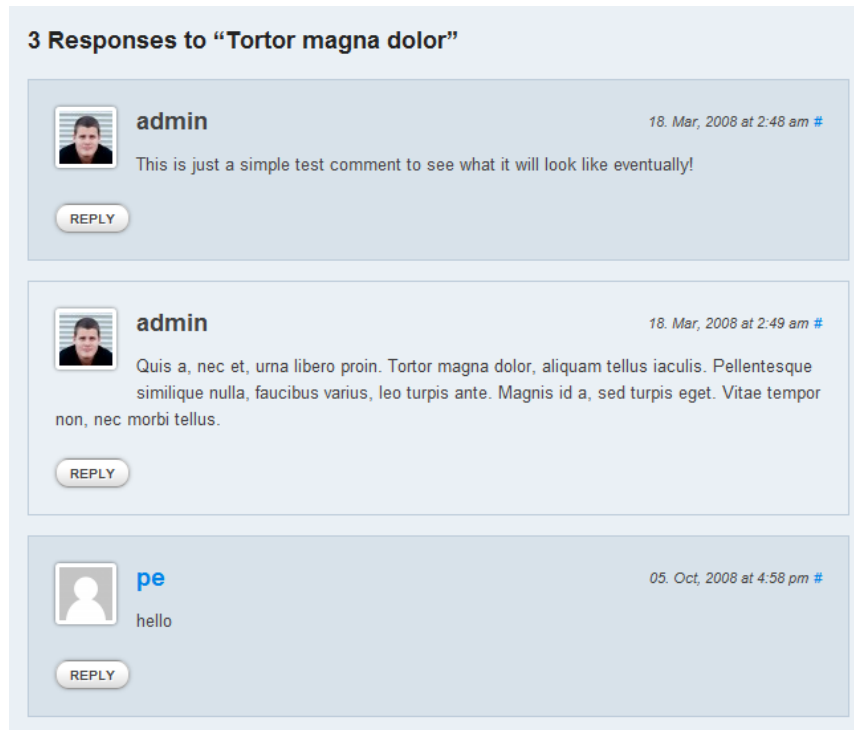 3 Responses to “Tortor magna dolor”
admin
18. Mar, 2008 at 2:48 am #
This is just a simple test comment to see what it will look like eventually!
REPLY
admin
18. Mar, 2008 at 2:49 am #
Quis a, nec et, urna libero proin. Tortor magna dolor, aliquam tellus iaculis. Pellentesque
similique nulla, faucibus varius, leo turpis ante. Magnis id a, sed turpis eget. Vitae tempor
non, nec morbi tellus.
REPLY
pe
05. Oct, 2008 at 4:58 pm #
hello
REPLY